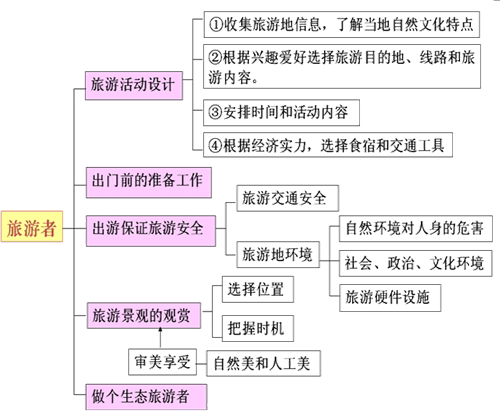 ①收集旅游地信息，了解当地自然文化特点
②根据兴趣爱好选择旅游目的地、线路和旅
游内容。
旅游活动设计
③安排时间和活动内容
④根据经济实力，选择食宿和交通工具
出门前的准备工作
旅游交通安全
旅游者
出游保证旅游安全
自然环境对人身的危害
旅游地环境
社会、政治、文化环境
选择位置
旅游硬件设施
旅游景观的观赏
把握时机
审美享受
自然美和人工美
做个生态旅游者